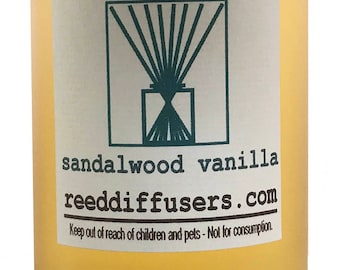 sandalwood vanilla
reeddiffusers.com
Keep out of reach of children and pets - Not for consumption.